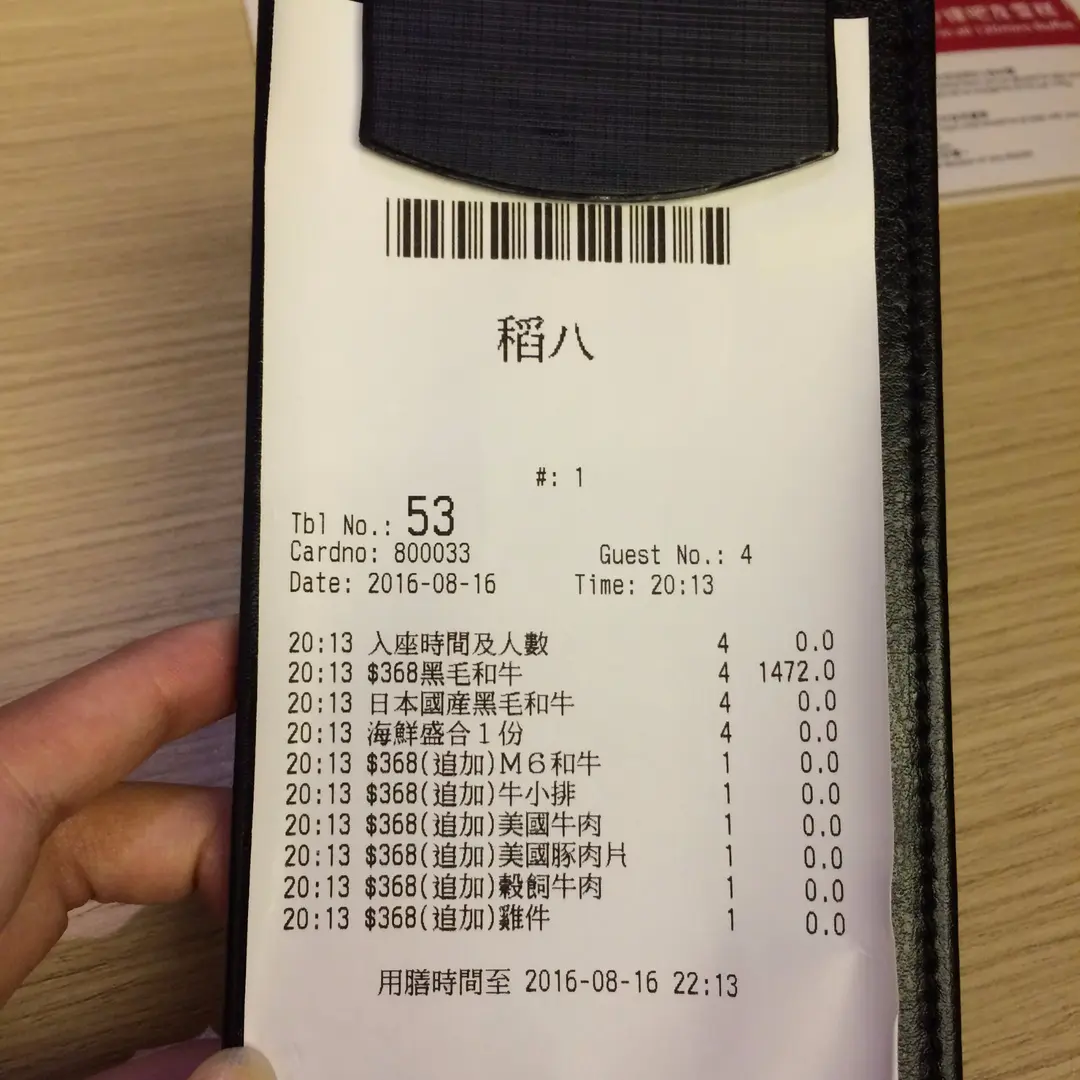 稻八
#: 1
Tbl No.: 53
Cardno: 800033 Guest No.: 4
Date: 2016-08-16 Time: 20:13
20:13 入座時間及人數 4 0.0
20:13 $368黑毛和牛 4 1472.0
20:13 日本國産黑毛和牛 4 0.0
20:13 海鮮盛合1份 4 0.0
20:13 $368(追加)M6和牛 1 0.0
20:13 $368(追加)牛小排 1 0.0
20:13 $368(追加)美國牛肉 1 0.0
20:13 $368(追加)美國豚肉片 1 0.0
20:13 $368(追加)穀飼牛肉 1 0.0
20:13 $368(追加)雞件 1 0.0
用膳時間至 2016-08-16 22:13